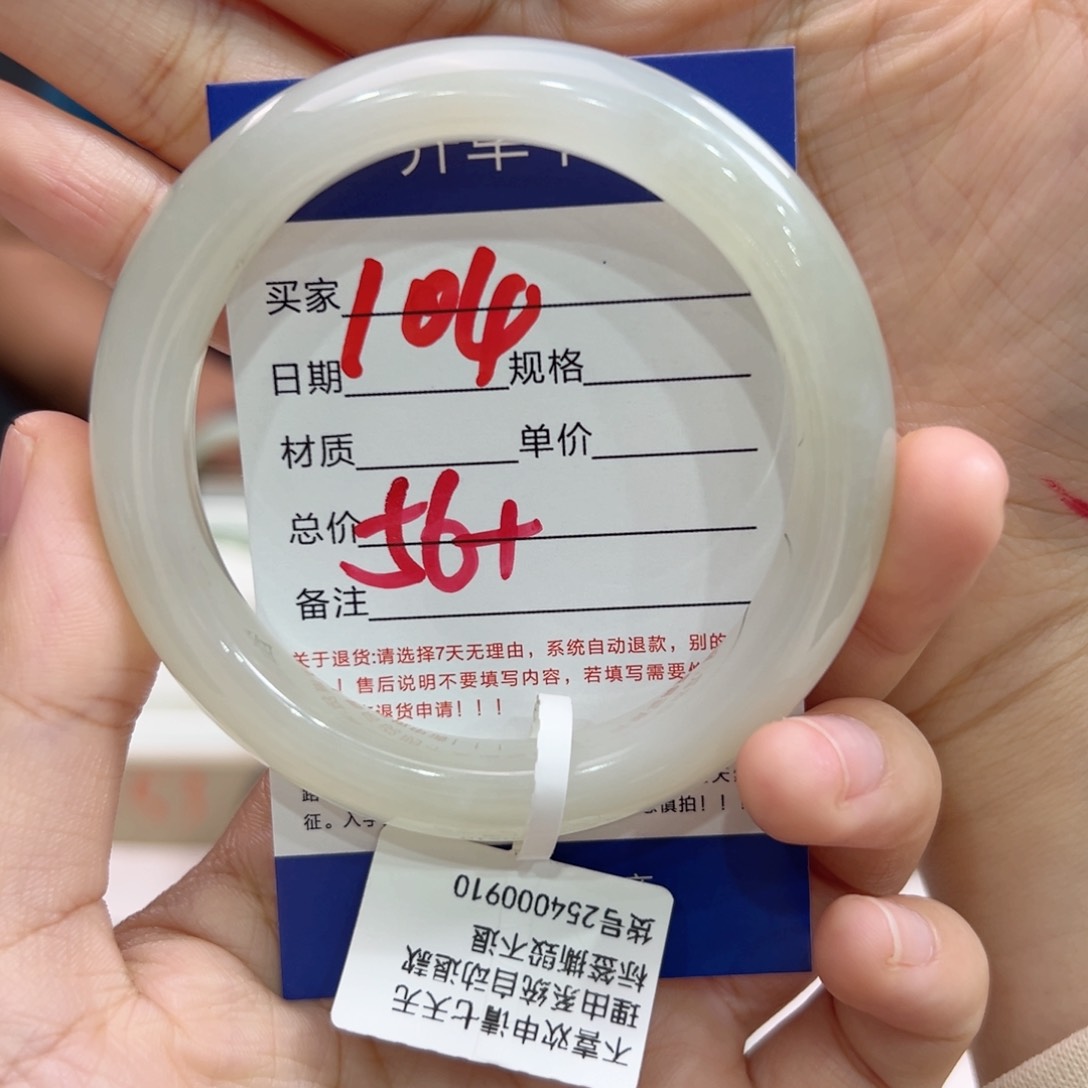 买家 104
日期 规格
材质 单价
总价 56+
备注
关于退货:请选择7天无理由，系统自动退款，别的
！售后说明不要填写内容，若填写需要
退货申请！！！
慎拍！！
征。入手
不喜欢申请七天无
理由系统自动退款
标签撕毁不退
货号254000910